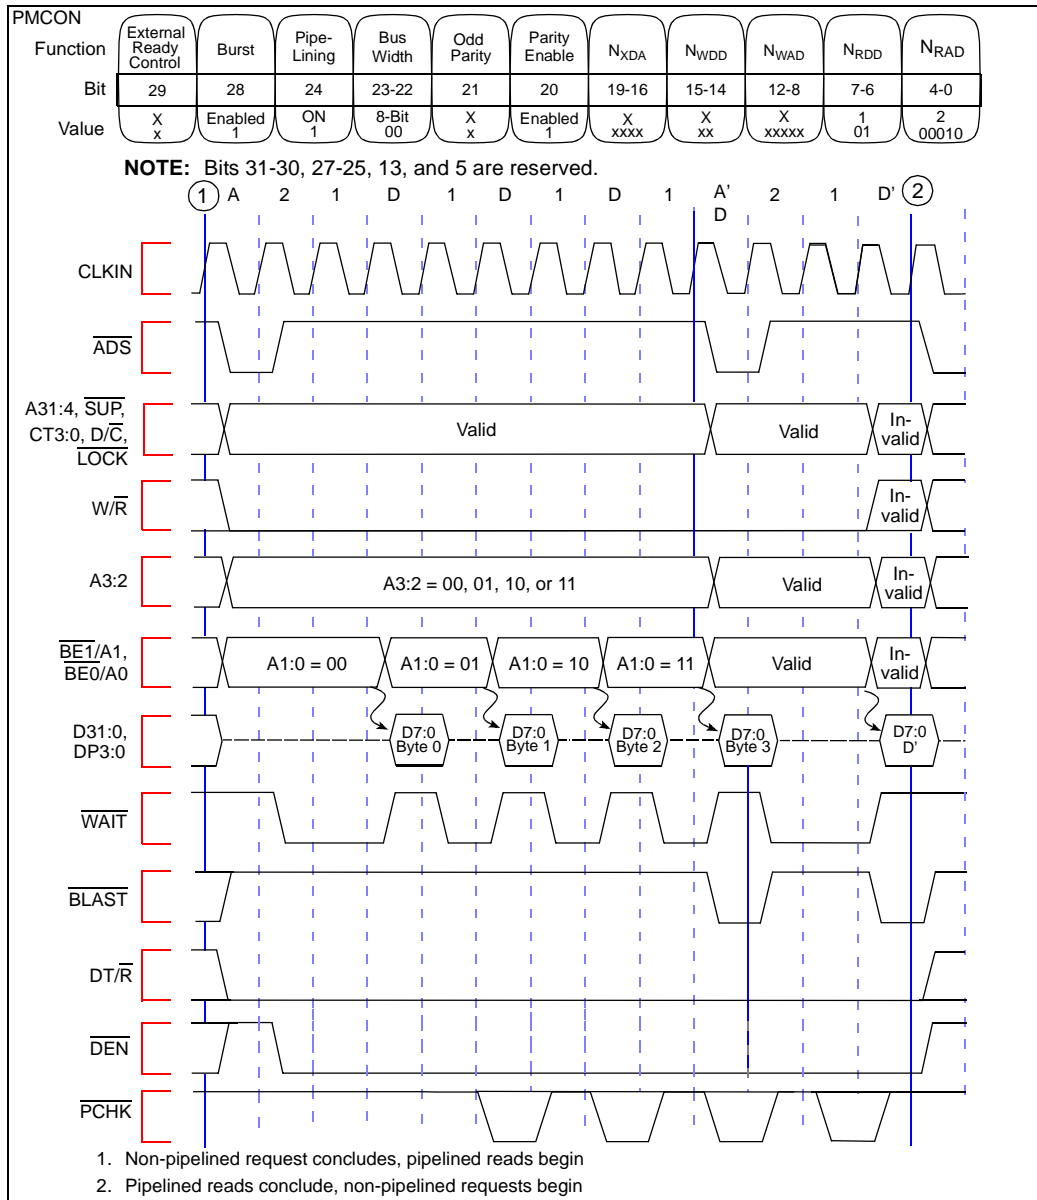 PMCON
Function External Ready Control Burst Pipe-Lining Bus Width Odd Parity Parity Enable NXDA NWDD NWAD NRDD NRAD
Bit 29 28 24 23-22 21 20 19-16 15-14 12-8 7-6 4-0
Value X x Enabled 1 ON 1 8-Bit 00 X x Enabled 1 X xxxx X xx X xxxxx 1 01 2 00010
NOTE: Bits 31-30, 27-25, 13, and 5 are reserved.
1 A 2 1 D 1 D 1 D 1 A' 2 1 D' 2
D
CLKIN
ADS
A31:4, SUP,
CT3:0, D/C,
LOCK
Valid Valid In-
valid
W/R In-
valid
A3:2 A3:2 = 00, 01, 10, or 11 Valid In-
valid
BE1/A1,
BE0/A0
A1:0 = 00 A1:0 = 01 A1:0 = 10 A1:0 = 11 Valid In-
valid
D31:0,
DP3:0
D7:0 D7:0 D7:0 D7:0 D7:0
Byte 0 Byte 1 Byte 2 Byte 3 D'
WAIT
BLAST
DT/R
DEN
PCHK
1. Non-pipelined request concludes, pipelined reads begin
2. Pipelined reads conclude, non-pipelined requests begin